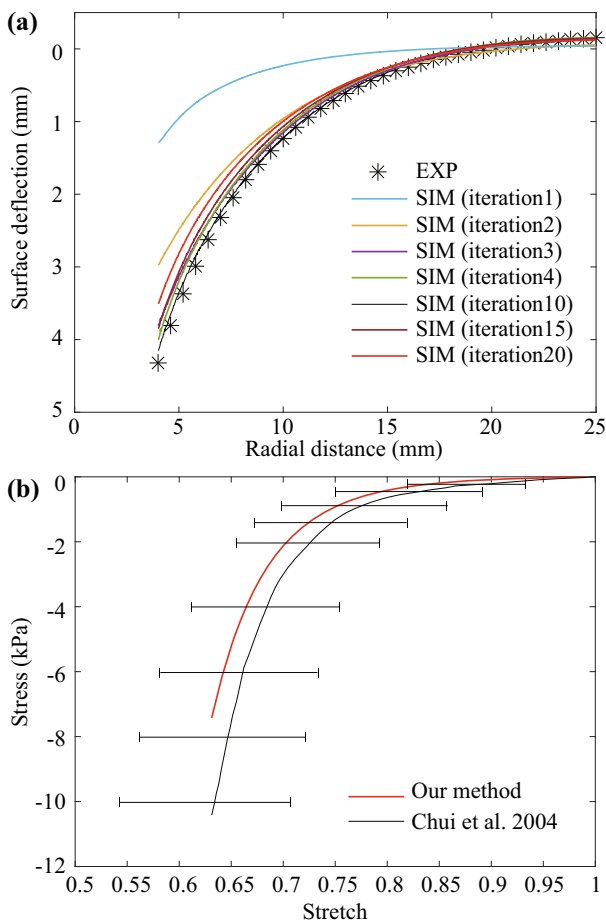 (a)
Surface deflection (mm)
0
1
2
3
4
5
EXP
SIM (iteration1)
SIM (iteration2)
SIM (iteration3)
SIM (iteration4)
SIM (iteration10)
SIM (iteration15)
SIM (iteration20)
0 5 10 15 20 25
Radial distance (mm)
(b)
Stress (kPa)
0
-2
-4
-6
-8
-10
-12
Our method
Chui et al. 2004
0.5 0.55 0.6 0.65 0.7 0.75 0.8 0.85 0.9 0.95 1
Stretch